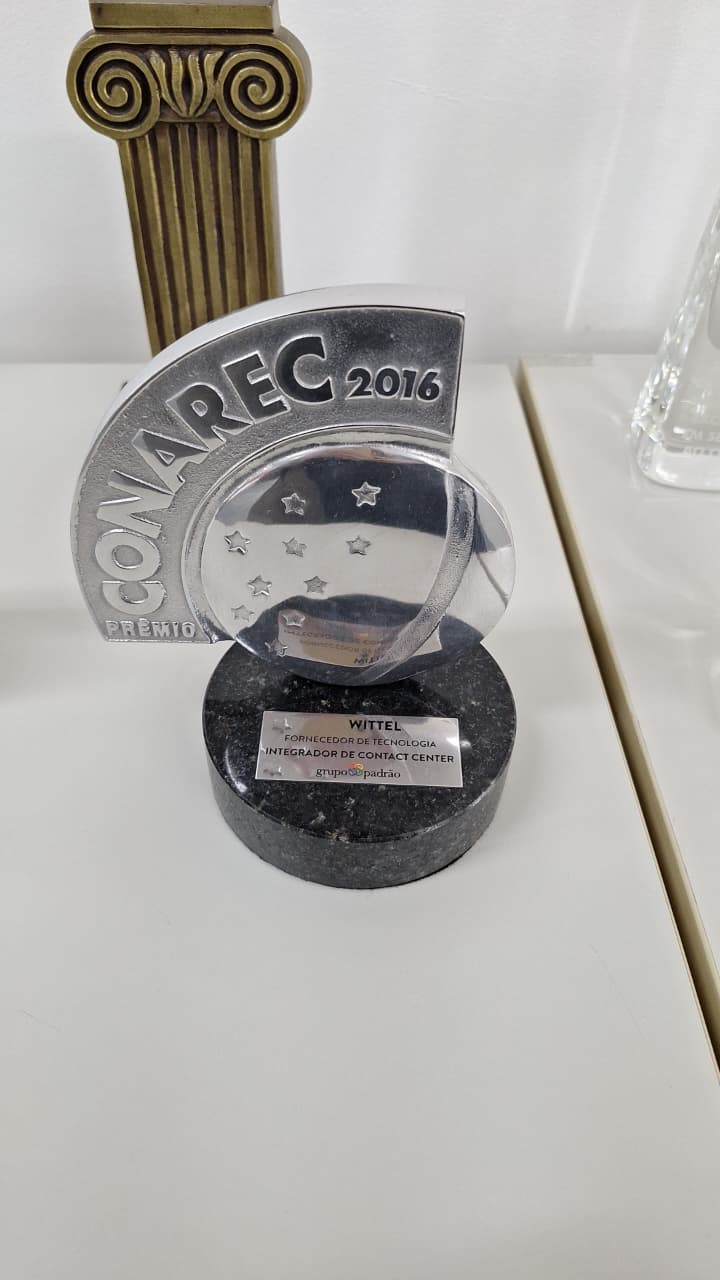 CONAREC 2016
PRÊMIO
WITTEL
FORNECEDOR DE TECNOLOGIA
INTEGRADOR DE CONTACT CENTER
grupo padrão